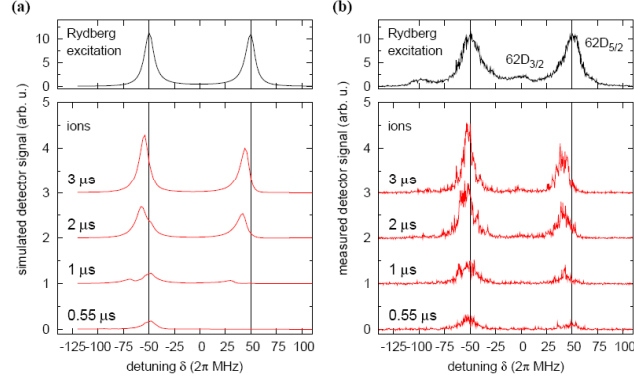 (a)
Rydberg
excitation
10
5
0
simulated detector signal (arb. u.)
5
4
3
2
1
0
ions
3 μs
2 μs
1 μs
0.55 μs
-125 -100 -75 -50 -25 0 25 50 75 100
detuning δ (2π MHz)
(b)
Rydberg
excitation
62D3/2
62D5/2
10
5
0
measured detector signal (arb. u.)
5
4
3
2
1
0
ions
3 μs
2 μs
1 μs
0.55 μs
-125 -100 -75 -50 -25 0 25 50 75 100
detuning δ (2π MHz)